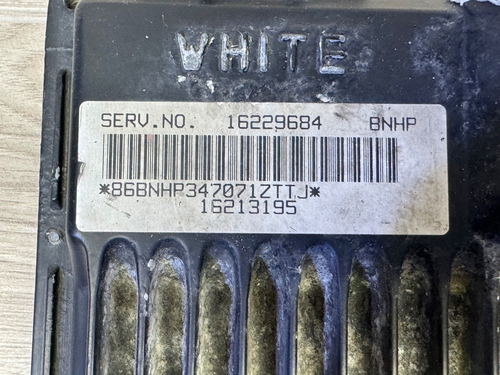 WHITE
SERV.NO. 16229684 BNHP
*86BNHP347071ZTTJ*
16213195